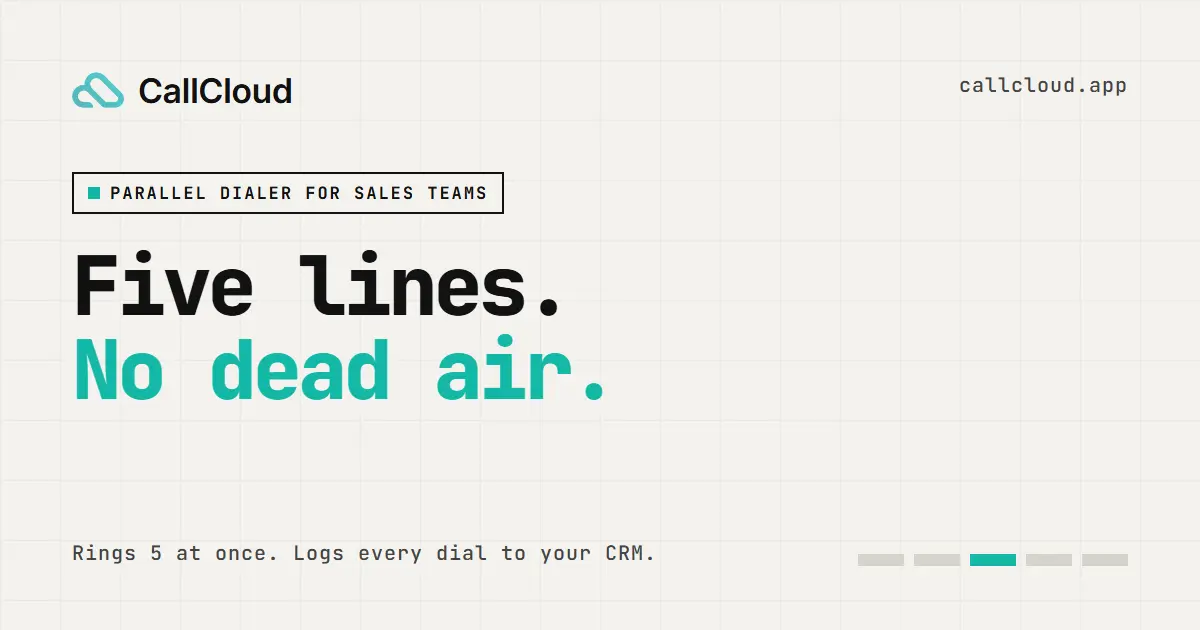 CallCloud
callcloud.app
PARALLEL DIALER FOR SALES TEAMS
Five lines.
No dead air.
Rings 5 at once. Logs every dial to your CRM.